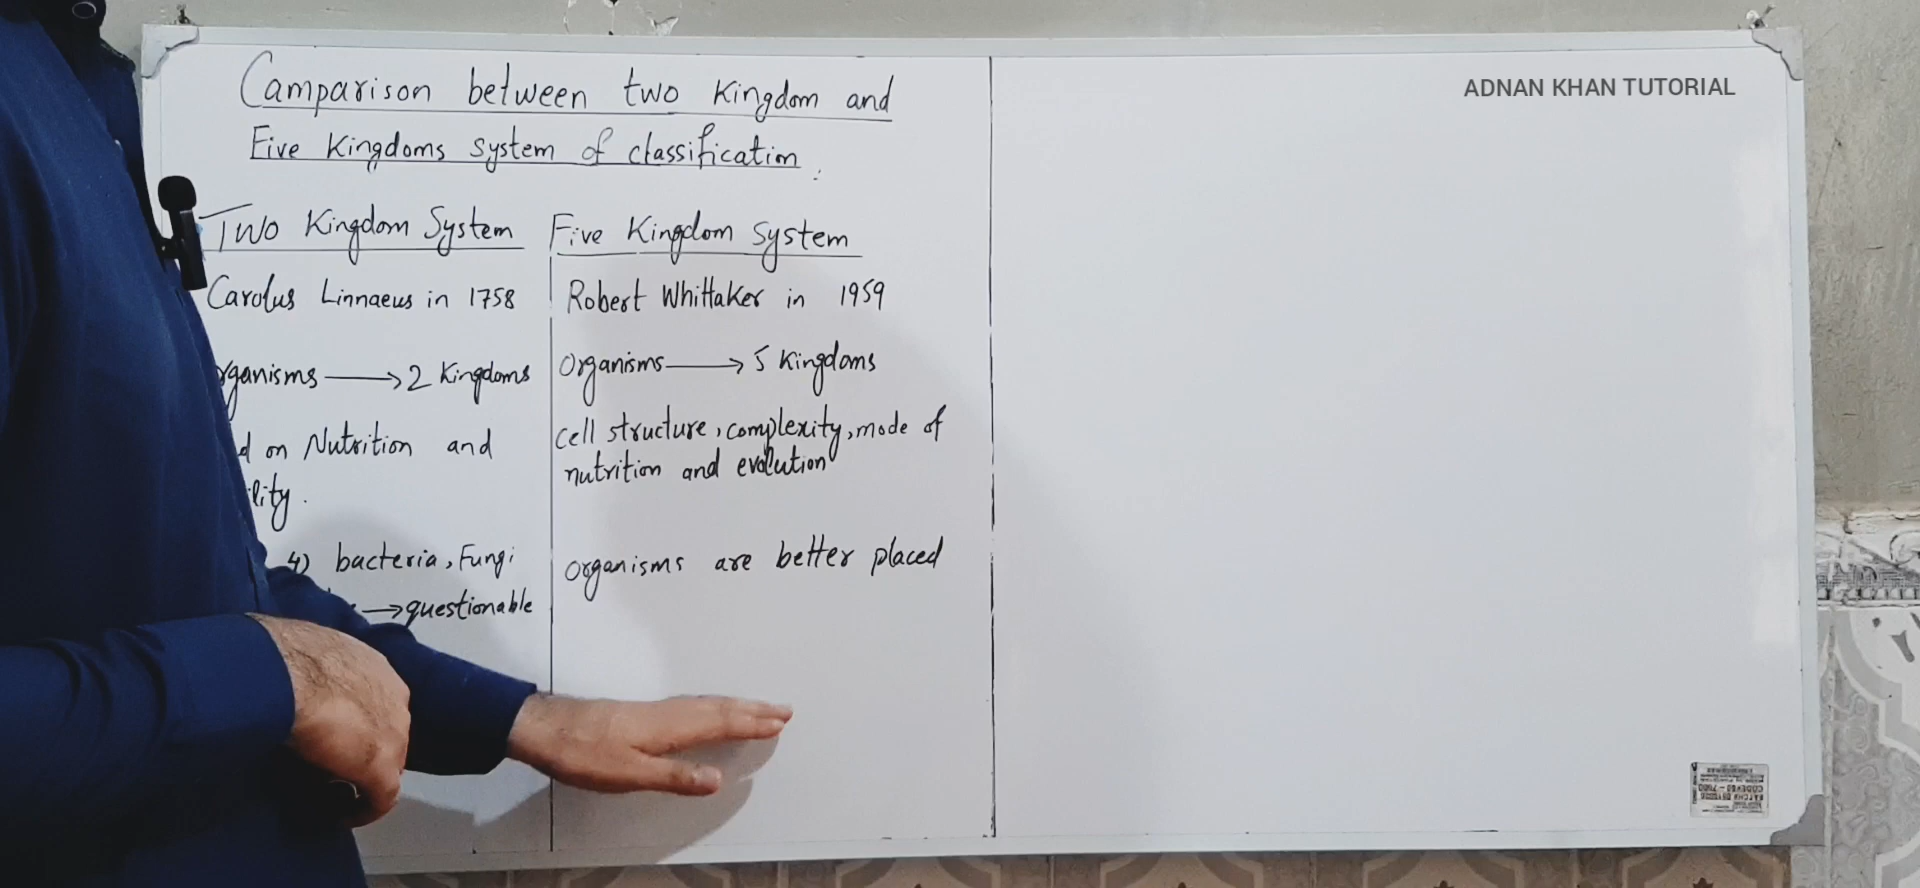 Camparison between two Kingdom and
Five Kingdoms system of classification.
ADNAN KHAN TUTORIAL
Two Kingdom System
Carolus Linnaeus in 1758
rganisms → 2 Kingdoms
d on Nutrition and
ility.
4) bacteria, Fungi
→ questionable
Five Kingdom System
Robert Whittaker in 1959
Organisms → 5 Kingdoms
cell structure, complexity, mode of
nutrition and evolution
organisms are better placed